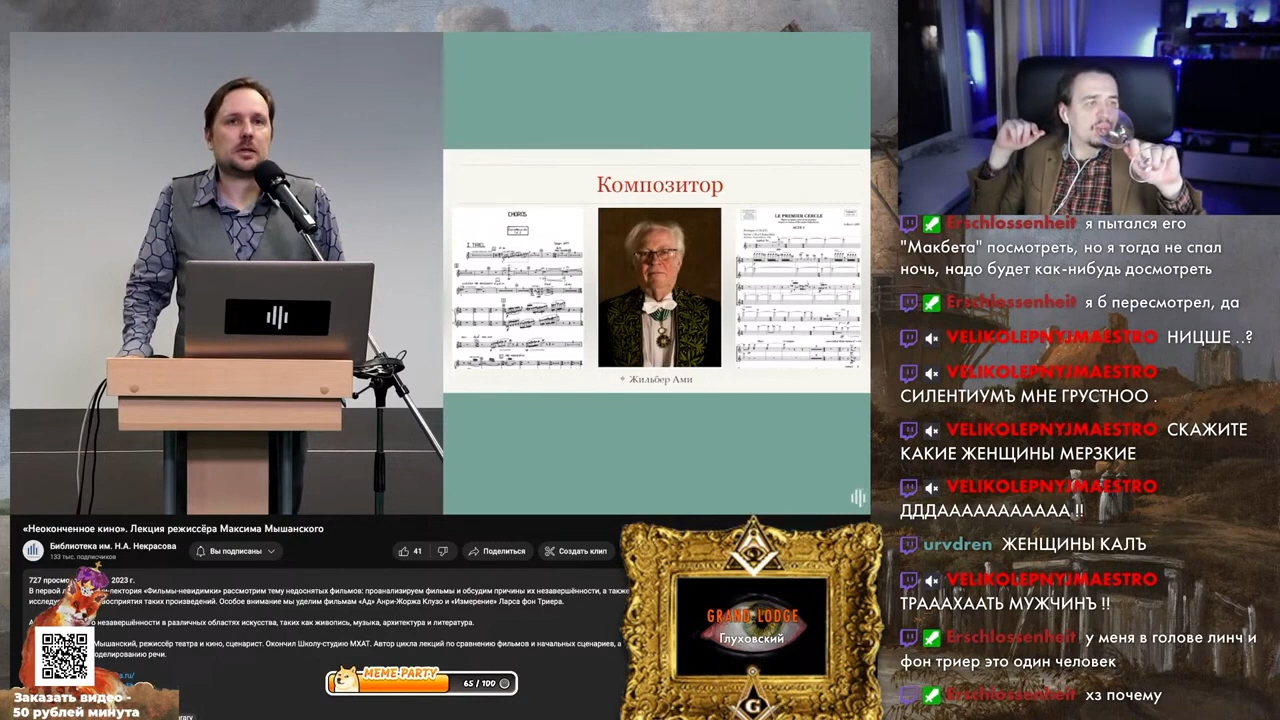 Композитор
CHOROS
LE PREMIER CERCLE
Жильбер Ами
«Неоконченное кино». Лекция режиссёра Максима Мышанского
Библиотека им. Н.А. Некрасова
133 тыс. подписчиков
Вы подписаны
41
Поделиться
Создать клип
727 просмо
2023 г.
В первой
и-лектория «Фильмы-невидимки» рассмотрим тему недоснятых фильмов: проанализируем фильмы и обсудим причины их незавершённости, а также
исслед
восприятия таких произведений. Особое внимание мы уделим фильмам «Ад» Анри-Жоржа Клузо и «Измерение» Ларса фон Триера.
о незавершённости в различных областях искусства, таких как живопись, музыка, архитектура и литература.
Мышанский, режиссёр театра и кино, сценарист. Окончил Школу-студию МХАТ. Автор цикла лекций по сравнению фильмов и начальных сценариев, а
делированию речи.
a.ru/
Заказать видео -
50 рублей минута
MEME PARTY
65 / 100
GRAND LODGE
Глуховский
G
Erschlossenheit я пытался его
"Макбета" посмотреть, но я тогда не спал
ночь, надо будет как-нибудь досмотреть
Erschlossenheit я б пересмотрел, да
VELIKOLEPNYJMAESTRO НИЦШЕ ..?
VELIKOLEPNYJMAESTRO
СИЛЕНТИУМЪ МНЕ ГРУСТНОО .
VELIKOLEPNYJMAESTRO СКАЖИТЕ
КАКИЕ ЖЕНЩИНЫ МЕРЗКИЕ
VELIKOLEPNYJMAESTRO
ДДДАААААААААА !!
urvdren ЖЕНЩИНЫ КАЛЪ
VELIKOLEPNYJMAESTRO
ТРАААХААТЬ МУЖЧИНЪ !!
Erschlossenheit у меня в голове линч и
фон триер это один человек
Erschlossenheit хз почему